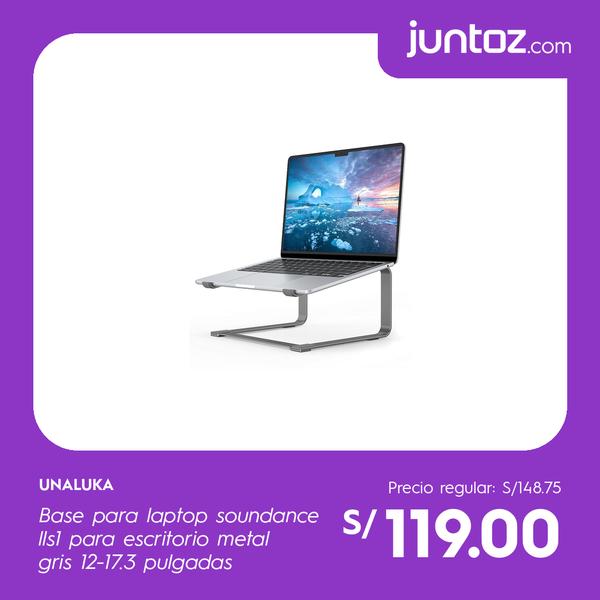 juntoz.com
UNALUKA
Base para laptop soundance
lls1 para escritorio metal
gris 12-17.3 pulgadas
Precio regular: S/148.75
S/119.00